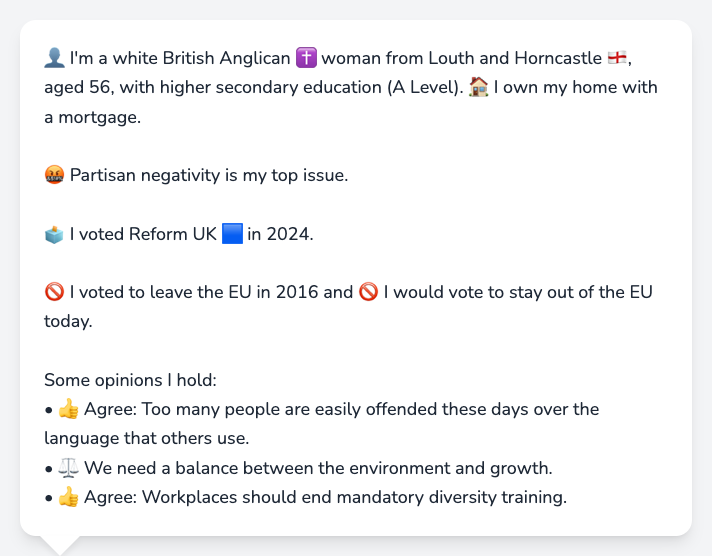 👤 I'm a white British Anglican ✝️ woman from Louth and Horncastle 🏴󠁧󠁢󠁥󠁮󠁧󠁿,
aged 56, with higher secondary education (A Level). 🏠 I own my home with
a mortgage.
🤬 Partisan negativity is my top issue.
🗳️ I voted Reform UK 🟦 in 2024.
🚫 I voted to leave the EU in 2016 and 🚫 I would vote to stay out of the EU
today.
Some opinions I hold:
• 👍 Agree: Too many people are easily offended these days over the
language that others use.
• ⚖️ We need a balance between the environment and growth.
• 👍 Agree: Workplaces should end mandatory diversity training.